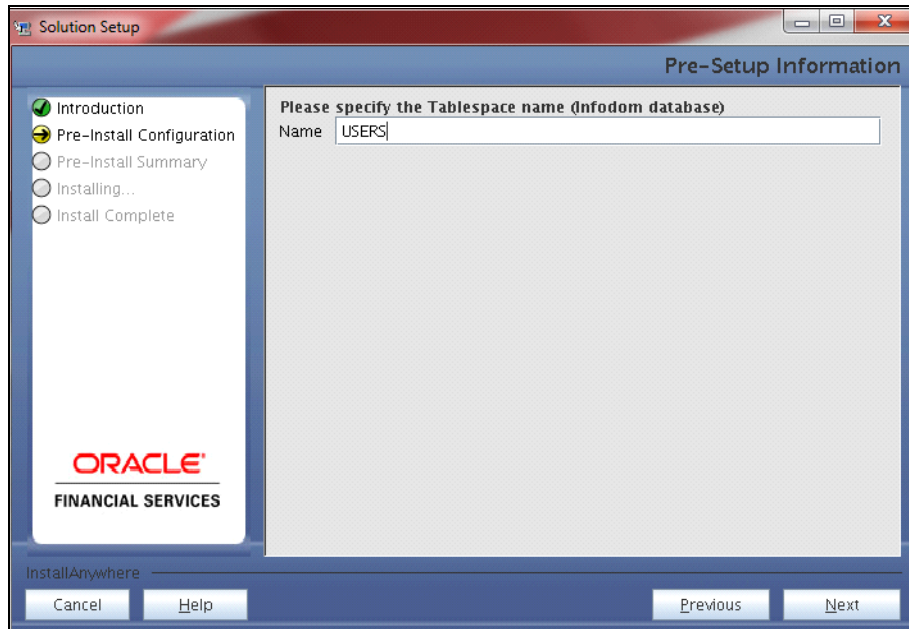 Solution Setup
Pre-Setup Information
Introduction
Pre-Install Configuration
Pre-Install Summary
Installing...
Install Complete
Please specify the Tablespace name (Infodom database)
Name USERS
ORACLE
FINANCIAL SERVICES
InstallAnywhere
Cancel Help Previous Next